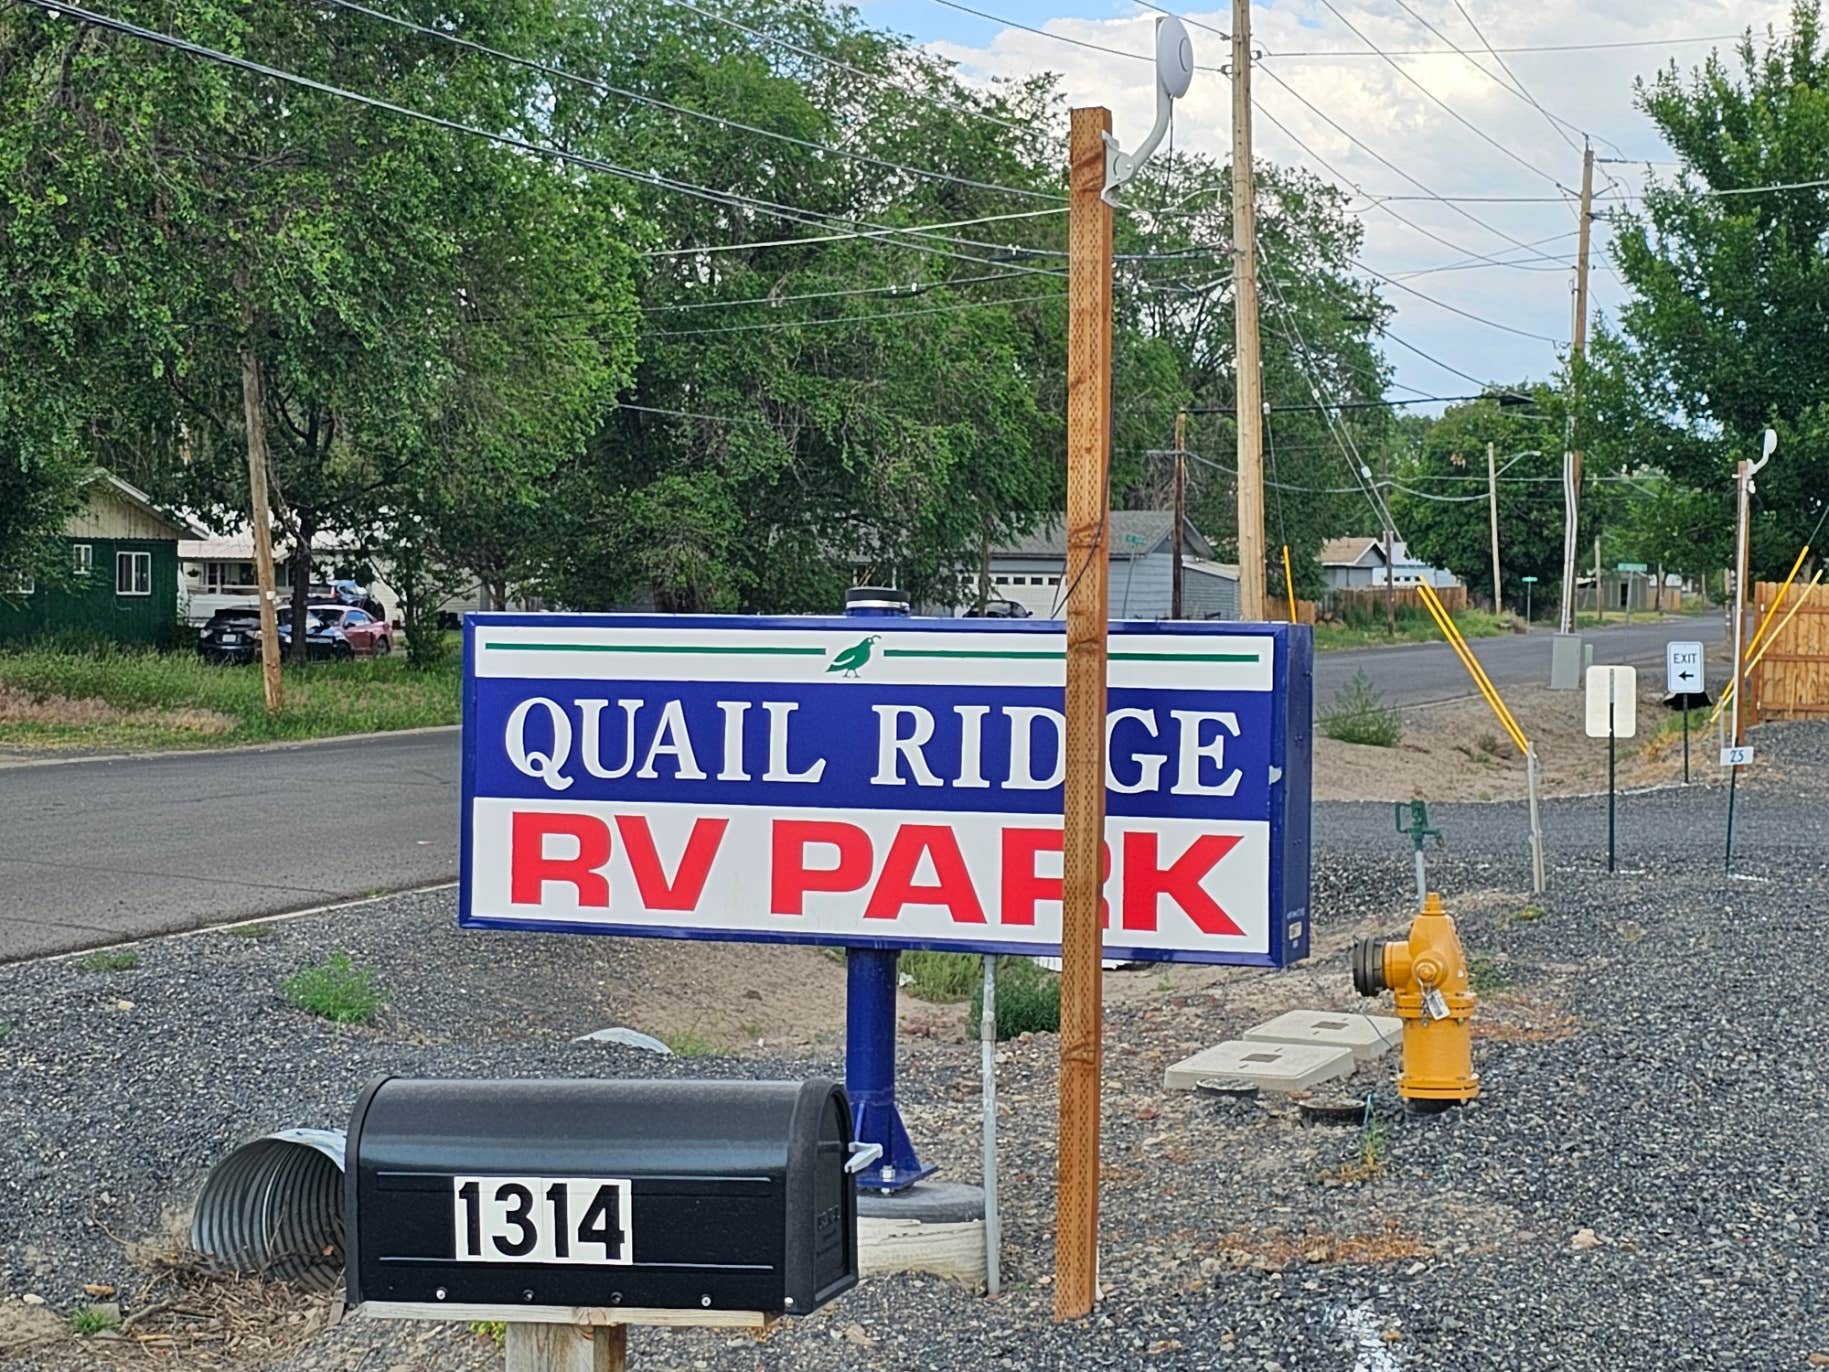 QUAIL RIDGE
RV PARK
EXIT
25
1314